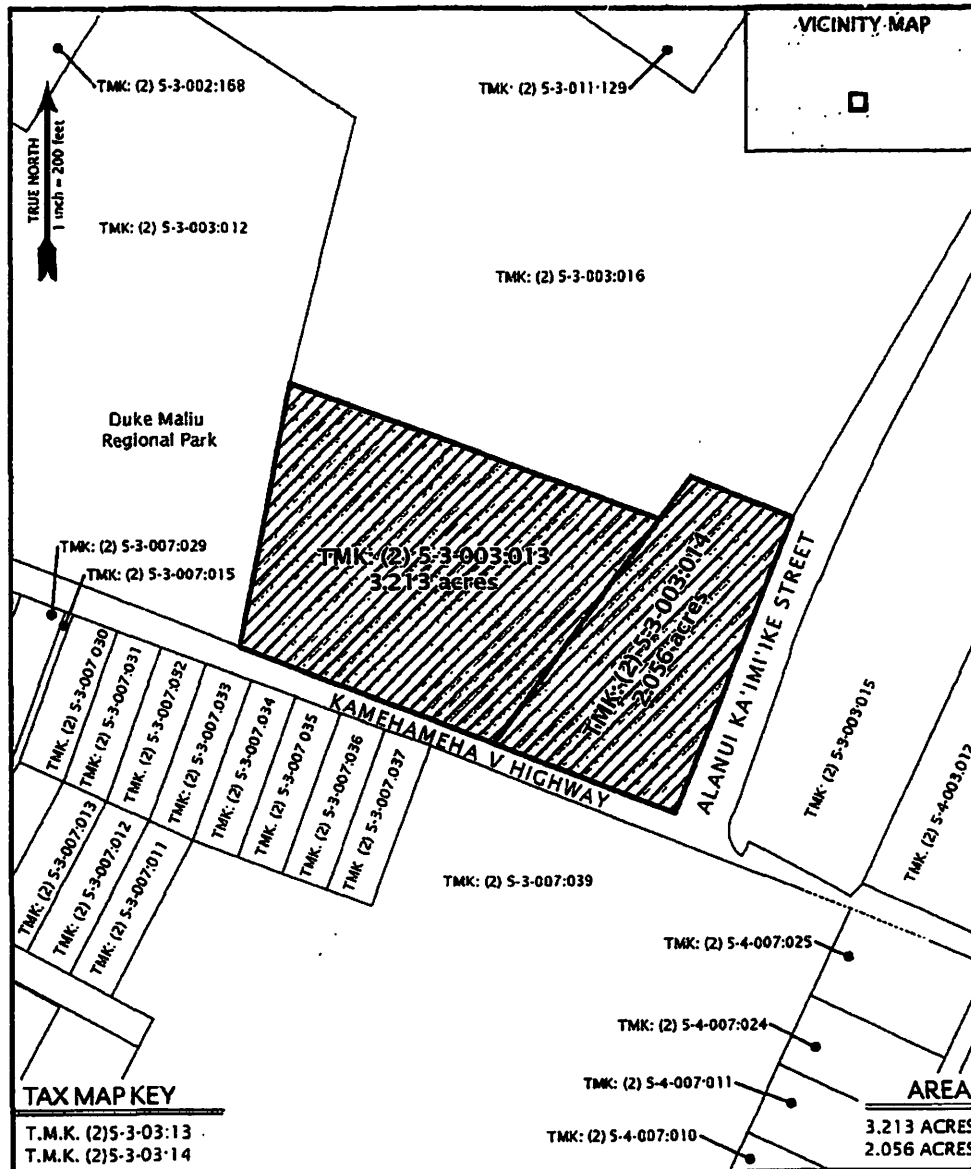 VICINITY MAP
TMK: (2) 5-3-002:168
TMK: (2) 5-3-011:129
TRUE NORTH
1 inch = 200 feet
TMK: (2) 5-3-003:012
TMK: (2) 5-3-003:016
Duke Maliu
Regional Park
TMK: (2) 5-3-007:029
TMK: (2) 5-3-007:015
TMK: (2) 5-3-003:013
3.213 acres
TMK: (2) 5-3-003:014
2.056 acres
ALANUI KA'IMI'IKE STREET
KAMEHAMEHA V HIGHWAY
TMK. (2) 5-3-007 030
TMK: (2) 5-3-007:031
TMK: (2) 5-3-007:032
TMK: (2) 5-3-007.033
TMK: (2) 5-3-007.034
TMK. (2) 5-3-007 035
TMK. (2) 5-3-007:036
TMK (2) 5-3-007.037
TMK: (2) 5-3-003:015
TMK. (2) 5-4-003.012
TMK: (2) 5-3-007:013
TMK: (2) 5-3-007:012
TMK: (2) 5-3-007:011
TMK: (2) 5-3-007:039
TMK: (2) 5-4-007:025
TMK: (2) 5-4-007:024
TMK: (2) 5-4-007:011
TMK: (2) 5-4-007:010
TAX MAP KEY
T.M.K. (2)5-3-03:13
T.M.K. (2)5-3-03:14
AREA
3.213 ACRES
2.056 ACRES